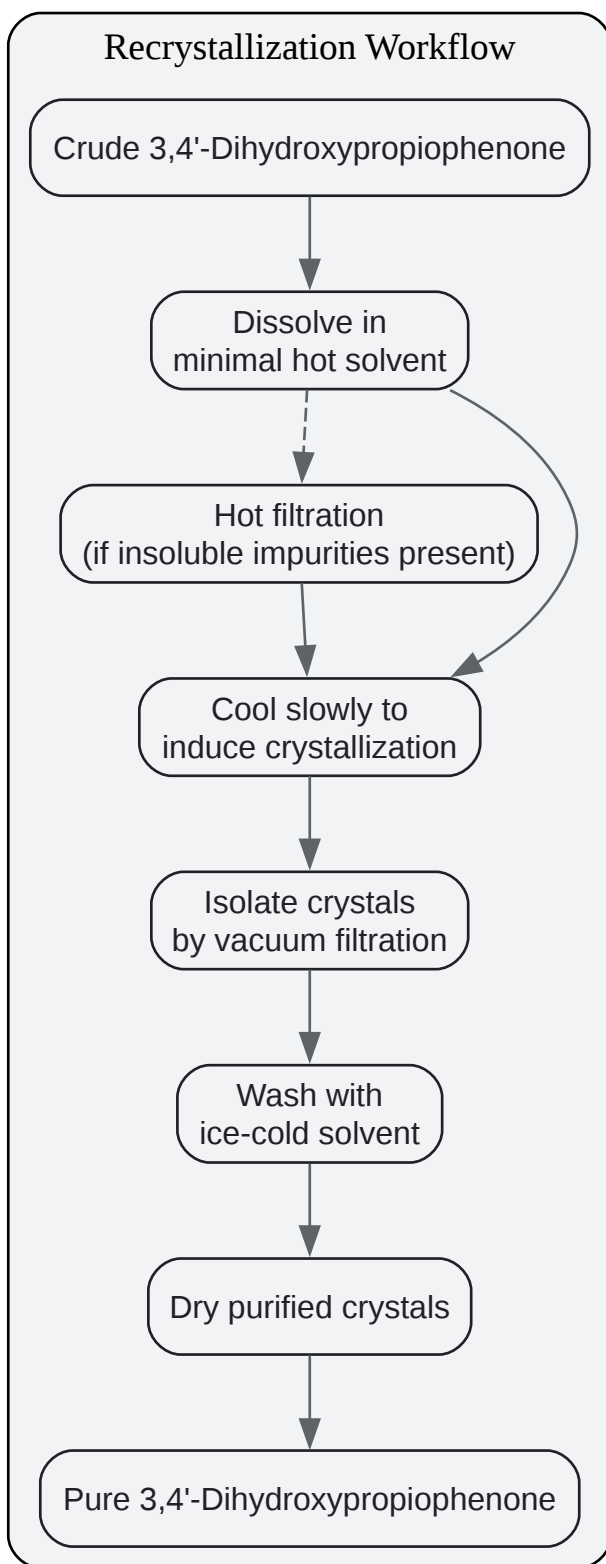 Recrystallization Workflow
Crude 3,4'-Dihydroxypropiophenone
Dissolve in
minimal hot solvent
Hot filtration
(if insoluble impurities present)
Cool slowly to
induce crystallization
Isolate crystals
by vacuum filtration
Wash with
ice-cold solvent
Dry purified crystals
Pure 3,4'-Dihydroxypropiophenone